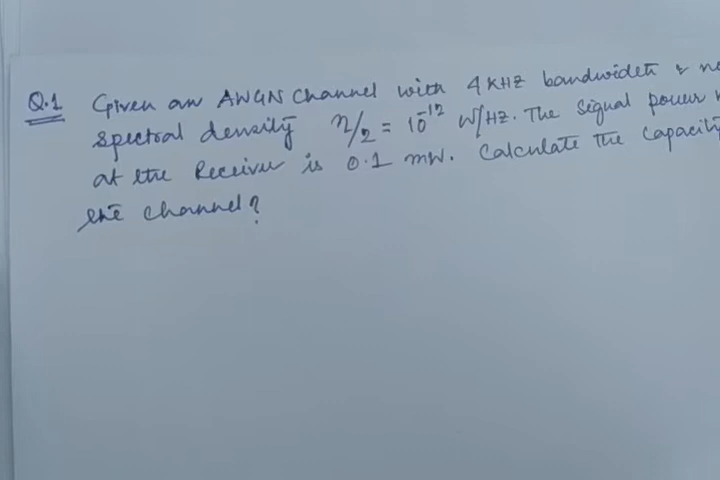 Q.1 Given an AWGN channel with 4 KHZ bandwidth &
spectral density η/2 = 10⁻¹² W/HZ. The signal power
at the Receiver is 0.1 mW. Calculate the capacity
the channel?